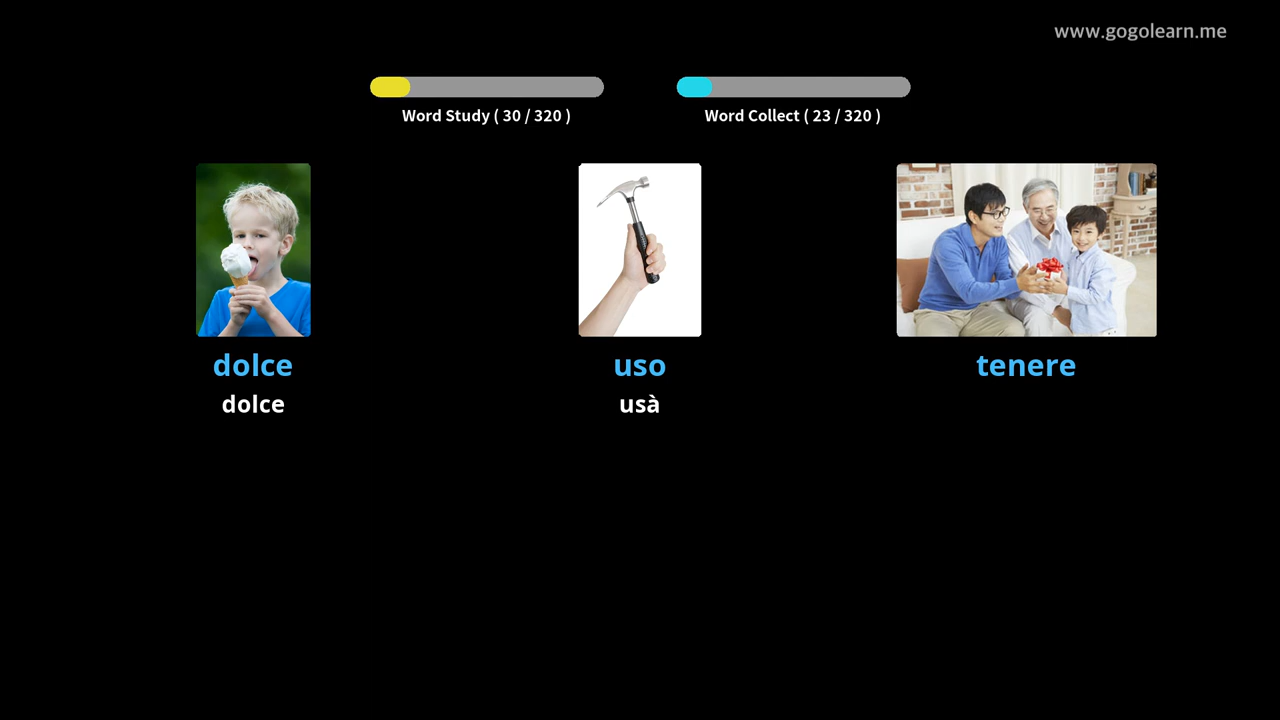 www.gogolearn.me
Word Study ( 30 / 320 )
Word Collect ( 23 / 320 )
dolce
uso
tenere
dolce
usà